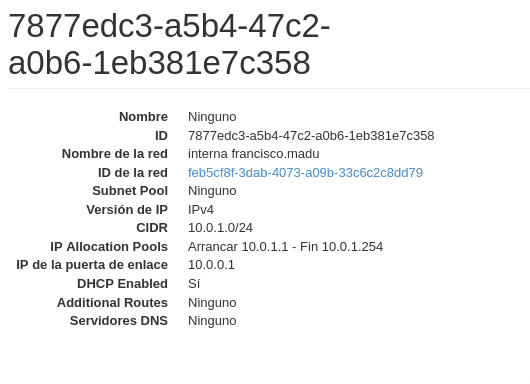 7877edc3-a5b4-47c2-
a0b6-1eb381e7c358
Nombre Ninguno
ID 7877edc3-a5b4-47c2-a0b6-1eb381e7c358
Nombre de la red interna francisco.madu
ID de la red feb5cf8f-3dab-4073-a09b-33c6c2c8dd79
Subnet Pool Ninguno
Versión de IP IPv4
CIDR 10.0.1.0/24
IP Allocation Pools Arrancar 10.0.1.1 - Fin 10.0.1.254
IP de la puerta de enlace 10.0.0.1
DHCP Enabled Sí
Additional Routes Ninguno
Servidores DNS Ninguno